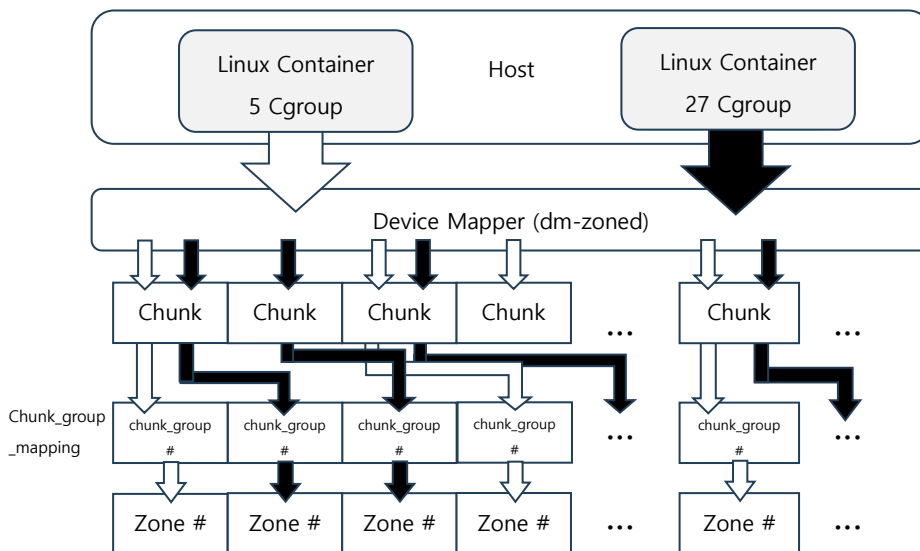 Linux Container
5 Cgroup
Host
Linux Container
27 Cgroup
Device Mapper (dm-zoned)
Chunk
Chunk
Chunk
Chunk
...
Chunk
...
Chunk_group
_mapping
chunk_group
#
chunk_group
#
chunk_group
#
chunk_group
#
...
chunk_group
#
...
Zone #
Zone #
Zone #
Zone #
...
Zone #
...